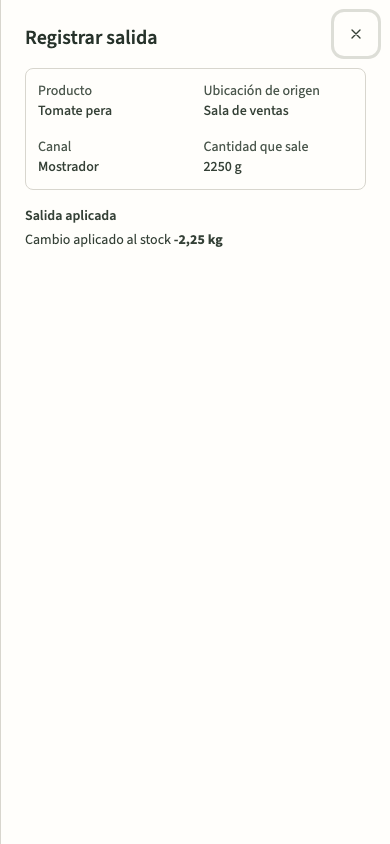 Registrar salida
Producto
Tomate pera
Ubicación de origen
Sala de ventas
Canal
Mostrador
Cantidad que sale
2250 g
Salida aplicada
Cambio aplicado al stock -2,25 kg